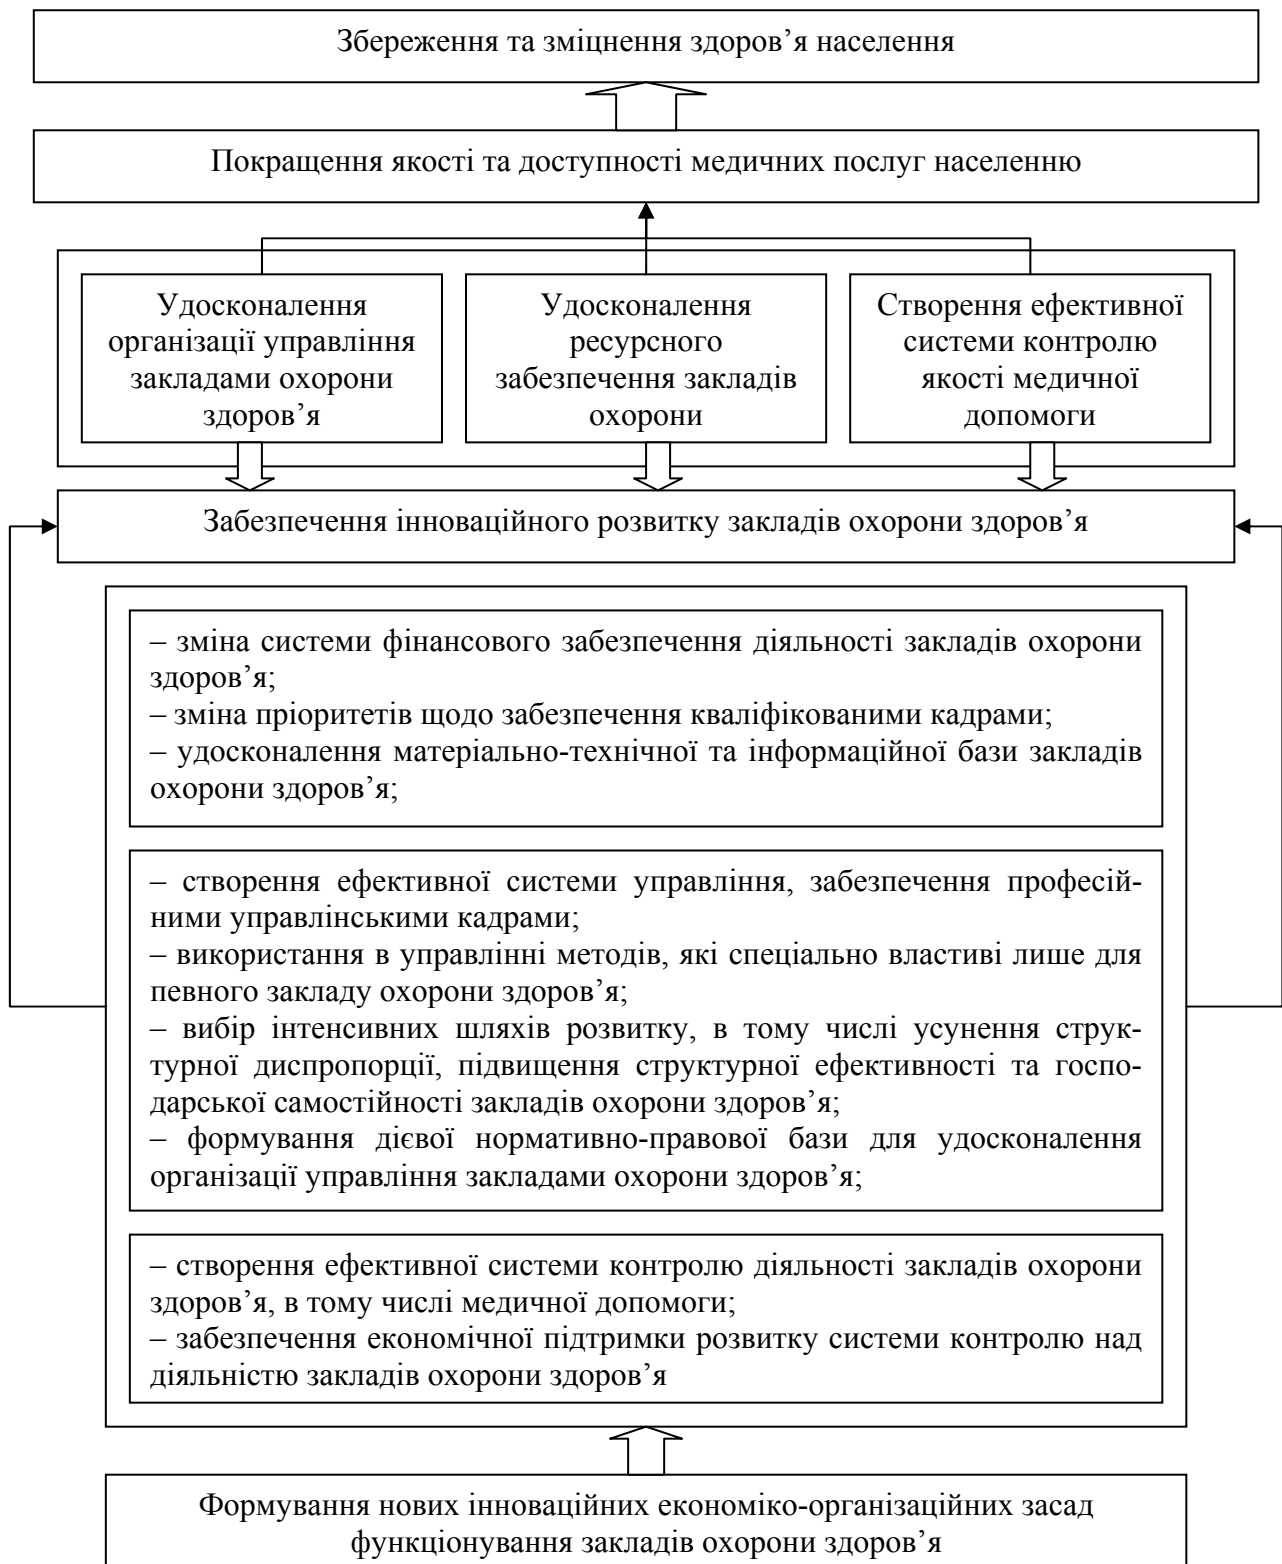 Збереження та зміцнення здоров’я населення
Покращення якості та доступності медичних послуг населенню
Удосконалення
організації управління
закладами охорони
здоров’я
Удосконалення
ресурсного
забезпечення закладів
охорони
Створення ефективної
системи контролю
якості медичної
допомоги
Забезпечення інноваційного розвитку закладів охорони здоров’я
– зміна системи фінансового забезпечення діяльності закладів охорони
здоров’я;
– зміна пріоритетів щодо забезпечення кваліфікованими кадрами;
– удосконалення матеріально-технічної та інформаційної бази закладів
охорони здоров’я;
– створення ефективної системи управління, забезпечення професій-
ними управлінськими кадрами;
– використання в управлінні методів, які спеціально властиві лише для
певного закладу охорони здоров’я;
– вибір інтенсивних шляхів розвитку, в тому числі усунення струк-
турної диспропорції, підвищення структурної ефективності та госпо-
дарської самостійності закладів охорони здоров’я;
– формування дієвої нормативно-правової бази для удосконалення
організації управління закладами охорони здоров’я;
– створення ефективної системи контролю діяльності закладів охорони
здоров’я, в тому числі медичної допомоги;
– забезпечення економічної підтримки розвитку системи контролю над
діяльністю закладів охорони здоров’я
Формування нових інноваційних економіко-організаційних засад
функціонування закладів охорони здоров’я